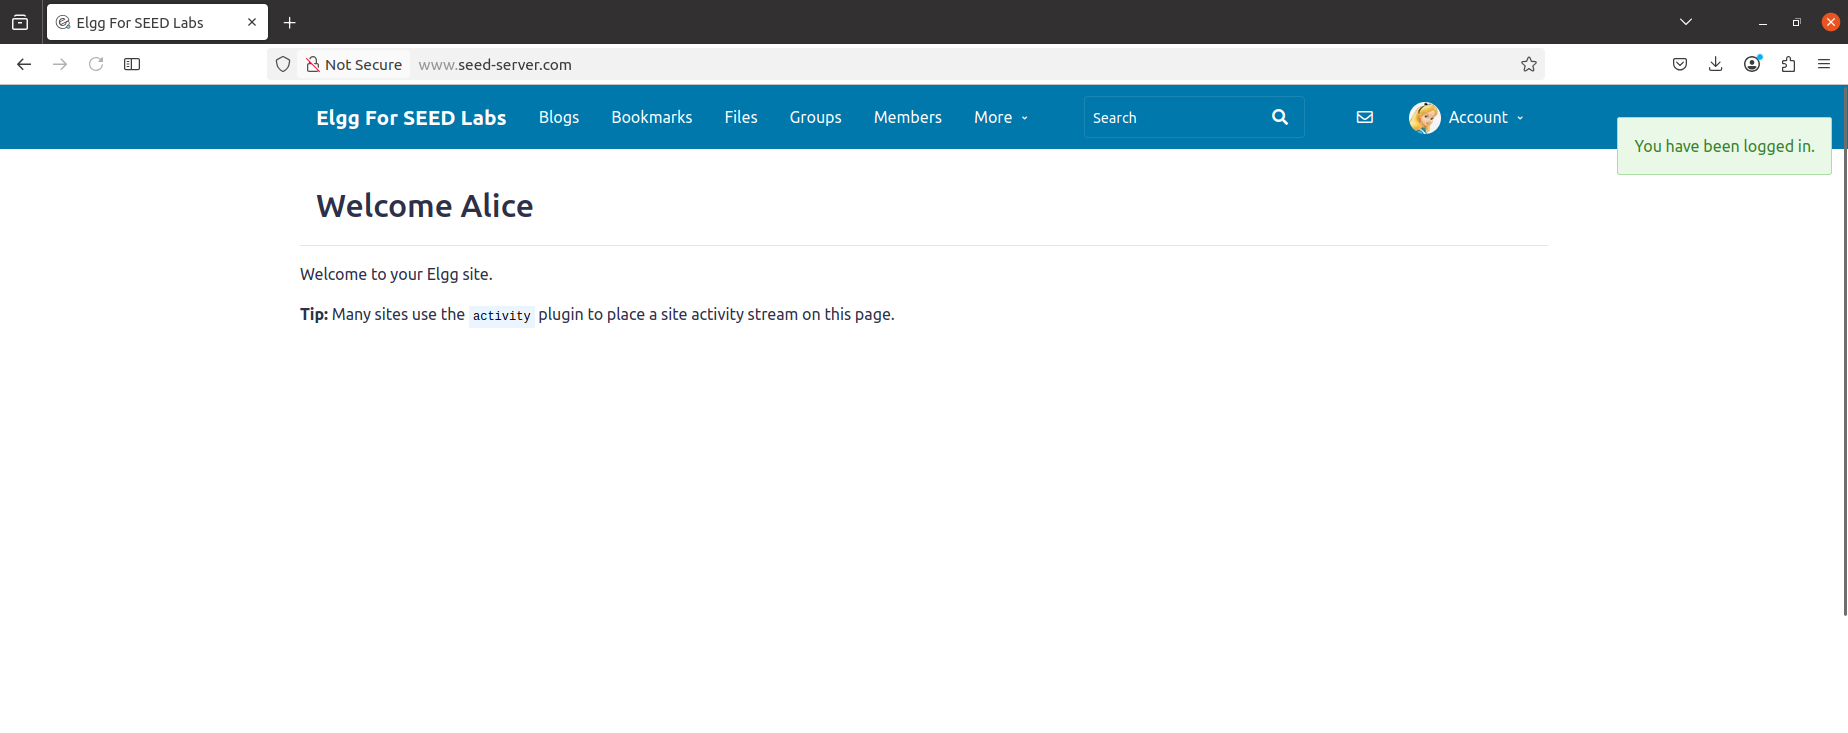 Elgg For SEED Labs
Not Secure www.seed-server.com
Elgg For SEED Labs Blogs Bookmarks Files Groups Members More Search Account
You have been logged in.
Welcome Alice
Welcome to your Elgg site.
Tip: Many sites use the activity plugin to place a site activity stream on this page.